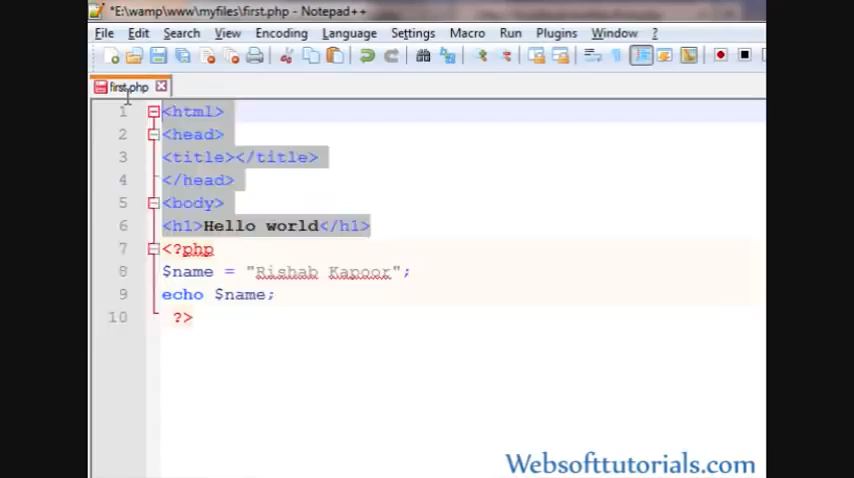 *E:\wamp\www\myfiles\first.php - Notepad++
File Edit Search View Encoding Language Settings Macro Run Plugins Window ?
first.php
1 <html>
2 <head>
3 <title></title>
4 </head>
5 <body>
6 <h1>Hello world</h1>
7 <?php
8 $name = "Rishab Kapoor";
9 echo $name;
10 ?>
Websofttutorials.com